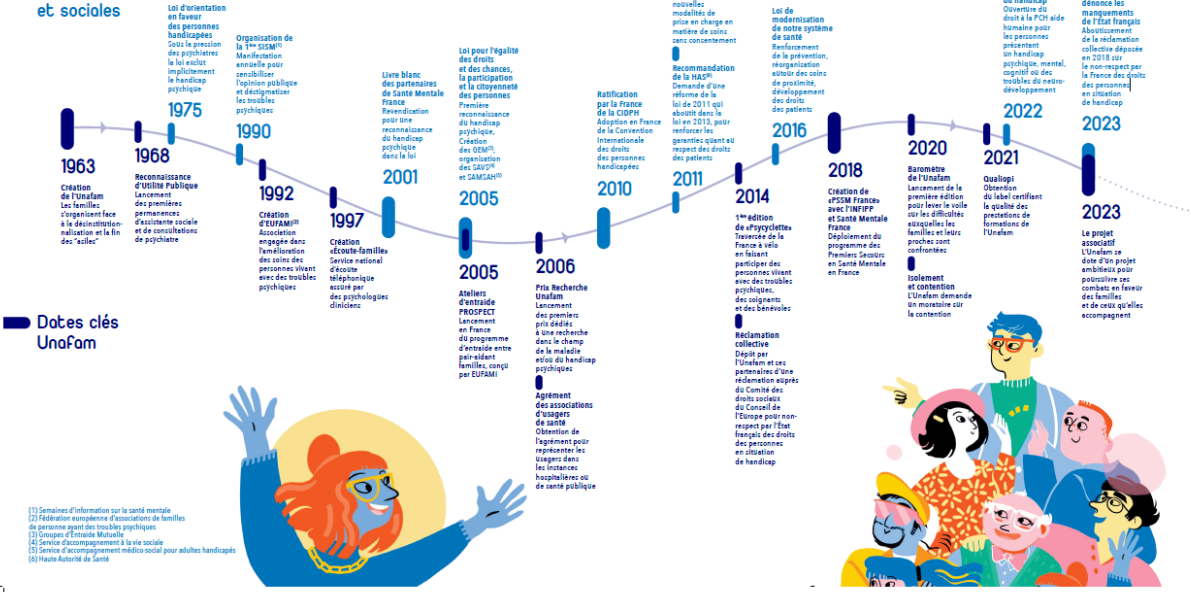 et sociales
Loi d'orientation
en faveur
des personnes
handicapées
Sous la pression
des psychiatres
la loi exclut
implicitement
le handicap
psychique
1975
Organisation de
la 1ère SISM(1)
Manifestation
annuelle pour
sensibiliser
l'opinion publique
et déstigmatiser
les troubles
psychiques
1990
Livre blanc
des partenaires
de Santé Mentale
France
Revendication
pour une
reconnaissance
du handicap
psychique
dans la loi
2001
Loi pour l'égalité
des droits
et des chances,
la participation
et la citoyenneté
des personnes
Première
reconnaissance
du handicap
psychique,
Création
des GEM(3),
organisation
des SAVS(4)
et SAMSAH(5)
2005
Ratification
par la France
de la CIDPH
Adoption en France
de la Convention
Internationale
des droits
des personnes
handicapées
2010
nouvelles
modalités de
prise en charge en
matière de soins
sans consentement
Recommandation
de la HAS(6)
Demande d'une
réforme de la
loi de 2011 qui
aboutit dans la
loi en 2013, pour
renforcer les
garanties quant au
respect des droits
des patients
2011
Loi de
modernisation
de notre système
de santé
Renforcement
de la prévention,
réorganisation
autour des soins
de proximité,
développement
des droits
des patients
2016
du handicap
Ouverture du
droit à la PCH aide
humaine pour
les personnes
présentant
un handicap
psychique, mental,
cognitif ou des
troubles du neuro-
développement
2022
dénonce les
manquements
de l'État français
Aboutissement
de la réclamation
collective déposée
en 2018 sur
le non-respect par
la France des droits
des personnes
en situation
de handicap
2023
1963
Création
de l'Unafam
Les familles
s'organisent face
à la désinstitution-
nalisation et la fin
des "asiles"
1968
Reconnaissance
d'Utilité Publique
Lancement
des premières
permanences
d'assistante sociale
et de consultations
de psychiatre
1992
Création
d'EUFAMI(2)
Association
engagée dans
l'amélioration
des soins des
personnes vivant
avec des troubles
psychiques
1997
Création
«Écoute-famille»
Service national
d'écoute
téléphonique
assuré par
des psychologues
cliniciens
2005
Ateliers
d'entraide
PROSPECT
Lancement
en France
du programme
d'entraide entre
pair-aidant
familles, conçu
par EUFAMI
2006
Prix Recherche
Unafam
Lancement
des premiers
prix dédiés
à une recherche
dans le champ
de la maladie
et/ou du handicap
psychiques
Agrément
des associations
d'usagers
de santé
Obtention de
l'agrément pour
représenter les
usagers dans
les instances
hospitalières ou
de santé publique
2014
1ère édition
de «Psycyclette»
Traversée de la
France à vélo
en faisant
participer des
personnes vivant
avec des troubles
psychiques,
des soignants
et des bénévoles
Réclamation
collective
Dépôt par
l'Unafam et ses
partenaires d'une
réclamation auprès
du Comité des
droits sociaux
du Conseil de
l'Europe pour non-
respect par l'État
français des droits
des personnes
en situation
de handicap
2018
Création de
«PSSM France»
avec l'INFIPP
et Santé Mentale
France
Déploiement du
programme des
Premiers Secours
en Santé Mentale
en France
2020
Baromètre
de l'Unafam
Lancement de la
première édition
pour lever le voile
sur les difficultés
auxquelles les
familles et leurs
proches sont
confrontées
Isolement
et contention
L'Unafam demande
un moratoire sur
la contention
2021
Qualiopi
Obtention
du label certifiant
la qualité des
prestations de
formations de
l'Unafam
2023
Le projet
associatif
L'Unafam se
dote d'un projet
ambitieux pour
poursuivre ses
combats en faveur
des familles
et de ceux qu'elles
accompagnent
Dates clés
Unafam
(1) Semaines d'information sur la santé mentale
(2) Fédération européenne d'associations de familles
de personne ayant des troubles psychiques
(3) Groupes d'Entraide Mutuelle
(4) Service d'accompagnement à la vie sociale
(5) Service d'accompagnement médico-social pour adultes handicapés
(6) Haute Autorité de Santé